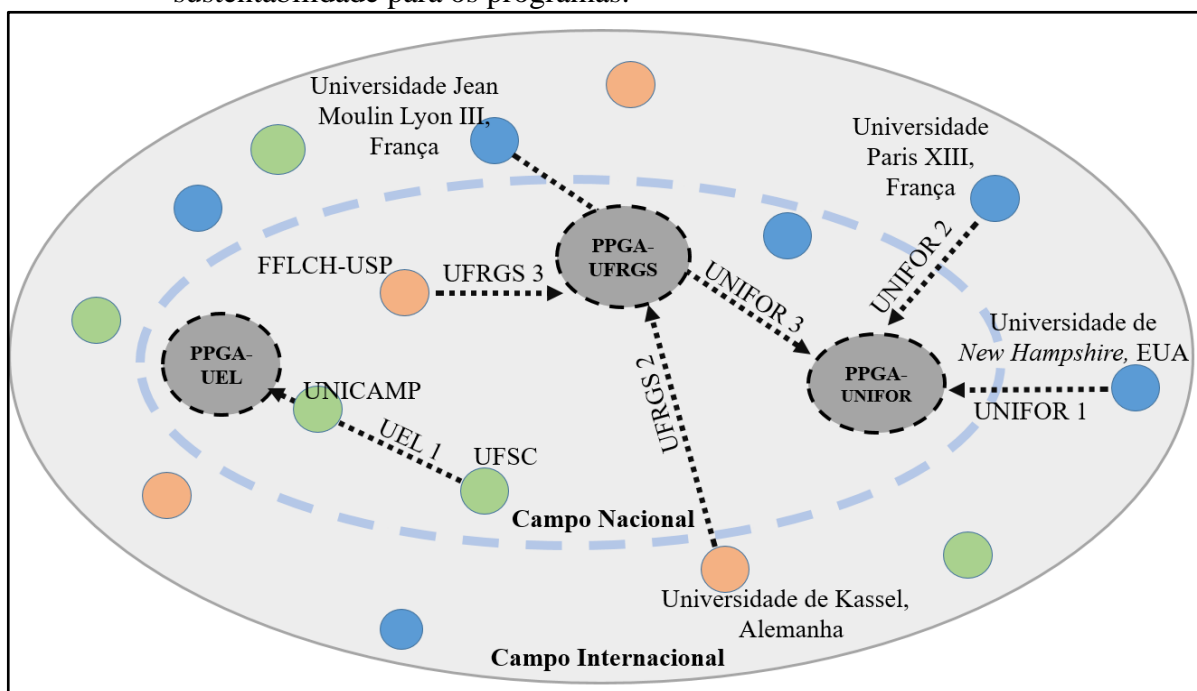 sustentabilidade para os programas.
Universidade Jean
Moulin Lyon III,
França
Universidade
Paris XIII,
França
PPGA-
UFRGS
UNIFOR 2
FFLCH-USP
UFRGS 3
UNIFOR 3
Universidade de
New Hampshire, EUA
PPGA-
UEL
PPGA-
UNIFOR
UNICAMP
UFRGS 2
UNIFOR 1
UEL 1
UFSC
Campo Nacional
Universidade de Kassel,
Alemanha
Campo Internacional